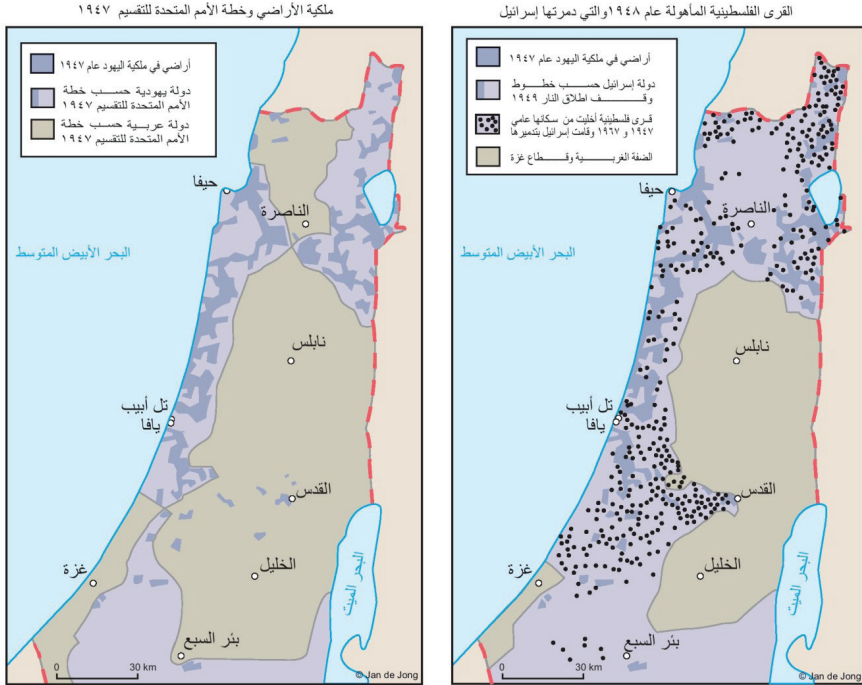 ملكية الأراضي وخطة الأمم المتحدة للتقسيم ١٩٤٧
أراضي في ملكية اليهود عام ١٩٤٧
دولة يهودية حسب خطة
الأمم المتحدة للتقسيم ١٩٤٧
دولة عربية حسب خطة
الأمم المتحدة للتقسيم ١٩٤٧
حيفا
الناصرة
البحر الأبيض المتوسط
نابلس
تل أبيب
يافا
القدس
غزة
الخليل
البحر الميت
بئر السبع
0 30 km
© Jan de Jong
القرى الفلسطينية المأهولة عام ١٩٤٨ والتي دمرتها إسرائيل
أراضي في ملكية اليهود عام ١٩٤٧
دولة إسرائيل حسب خطوط
وقف اطلاق النار ١٩٤٩
قرى فلسطينية أخليت من سكانها عامي
١٩٤٧ و ١٩٦٧ وقامت إسرائيل بتدميرها
الضفة الغربية وقطاع غزة
حيفا
الناصرة
البحر الأبيض المتوسط
نابلس
تل أبيب
يافا
القدس
غزة
الخليل
البحر الميت
بئر السبع
0 30 km
© Jan de Jong